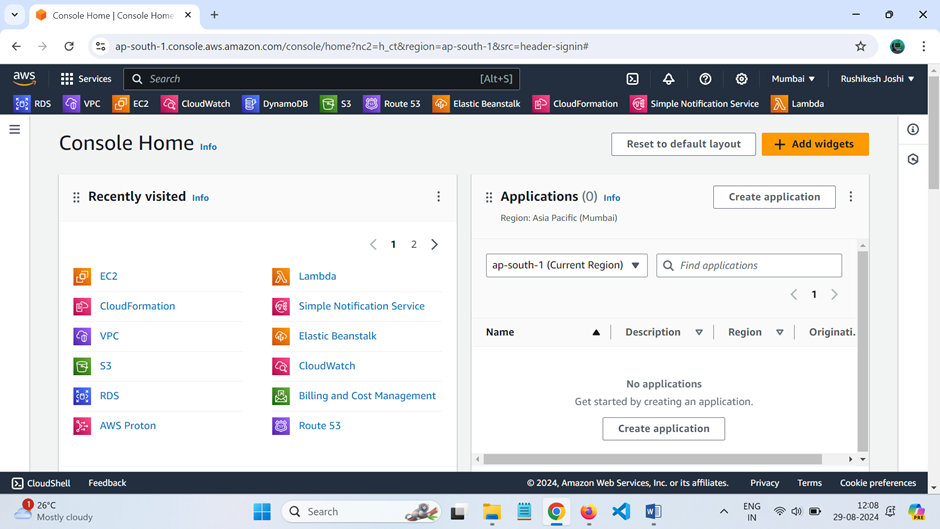 Console Home | Console Home
ap-south-1.console.aws.amazon.com/console/home?nc2=h_ct&region=ap-south-1&src=header-signin#
aws Services Search [Alt+S] Mumbai Rushikesh Joshi
RDS VPC EC2 CloudWatch DynamoDB S3 Route 53 Elastic Beanstalk CloudFormation Simple Notification Service Lambda
Console Home Info
Reset to default layout
Add widgets
Recently visited Info
1 2
EC2
CloudFormation
VPC
S3
RDS
AWS Proton
Lambda
Simple Notification Service
Elastic Beanstalk
CloudWatch
Billing and Cost Management
Route 53
Applications (0) Info
Region: Asia Pacific (Mumbai)
Create application
ap-south-1 (Current Region)
Find applications
1
Name Description Region Originati.
No applications
Get started by creating an application.
Create application
CloudShell Feedback © 2024, Amazon Web Services, Inc. or its affiliates. Privacy Terms Cookie preferences
1
26°C
Mostly cloudy
Search
PRE
ENG
IN
12:08
29-08-2024